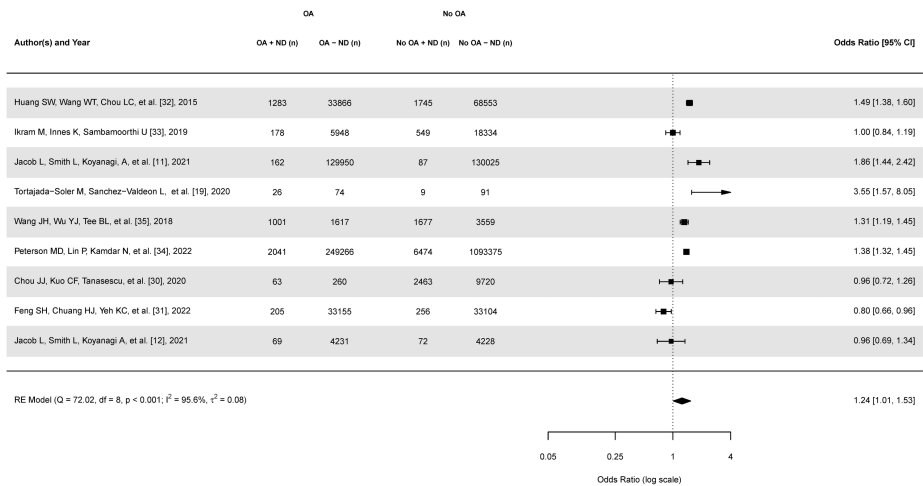 OA No OA
Author(s) and Year OA + ND (n) OA − ND (n) No OA + ND (n) No OA − ND (n) Odds Ratio [95% CI]
Huang SW, Wang WT, Chou LC, et al. [32], 2015 1283 33866 1745 68553 1.49 [1.38, 1.60]
Ikram M, Innes K, Sambamoorthi U [33], 2019 178 5948 549 18334 1.00 [0.84, 1.19]
Jacob L, Smith L, Koyanagi, A, et al. [11], 2021 162 129950 87 130025 1.86 [1.44, 2.42]
Tortajada−Soler M, Sanchez−Valdeon L, et al. [19], 2020 26 74 9 91 3.55 [1.57, 8.05]
Wang JH, Wu YJ, Tee BL, et al. [35], 2018 1001 1617 1677 3559 1.31 [1.19, 1.45]
Peterson MD, Lin P, Kamdar N, et al. [34], 2022 2041 249266 6474 1093375 1.38 [1.32, 1.45]
Chou JJ, Kuo CF, Tanasescu, et al. [30], 2020 63 260 2463 9720 0.96 [0.72, 1.26]
Feng SH, Chuang HJ, Yeh KC, et al. [31], 2022 205 33155 256 33104 0.80 [0.66, 0.96]
Jacob L, Smith L, Koyanagi A, et al. [12], 2021 69 4231 72 4228 0.96 [0.69, 1.34]
RE Model (Q = 72.02, df = 8, p < 0.001; I² = 95.6%, τ² = 0.08) 1.24 [1.01, 1.53]
0.05 0.25 1 4
Odds Ratio (log scale)